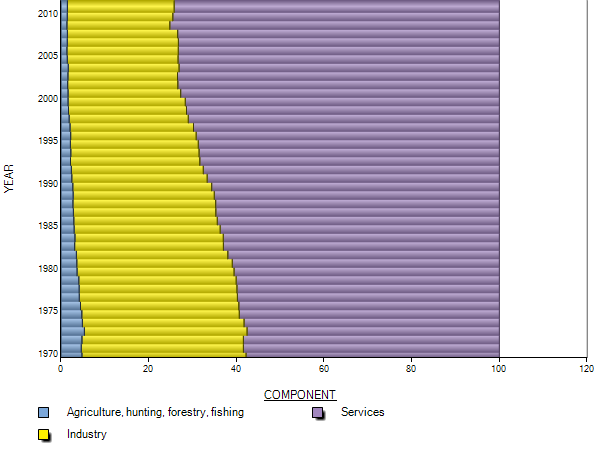 2010
2005
2000
1995
1990
1985
1980
1975
1970
YEAR
0 20 40 60 80 100 120
COMPONENT
Agriculture, hunting, forestry, fishing
Services
Industry